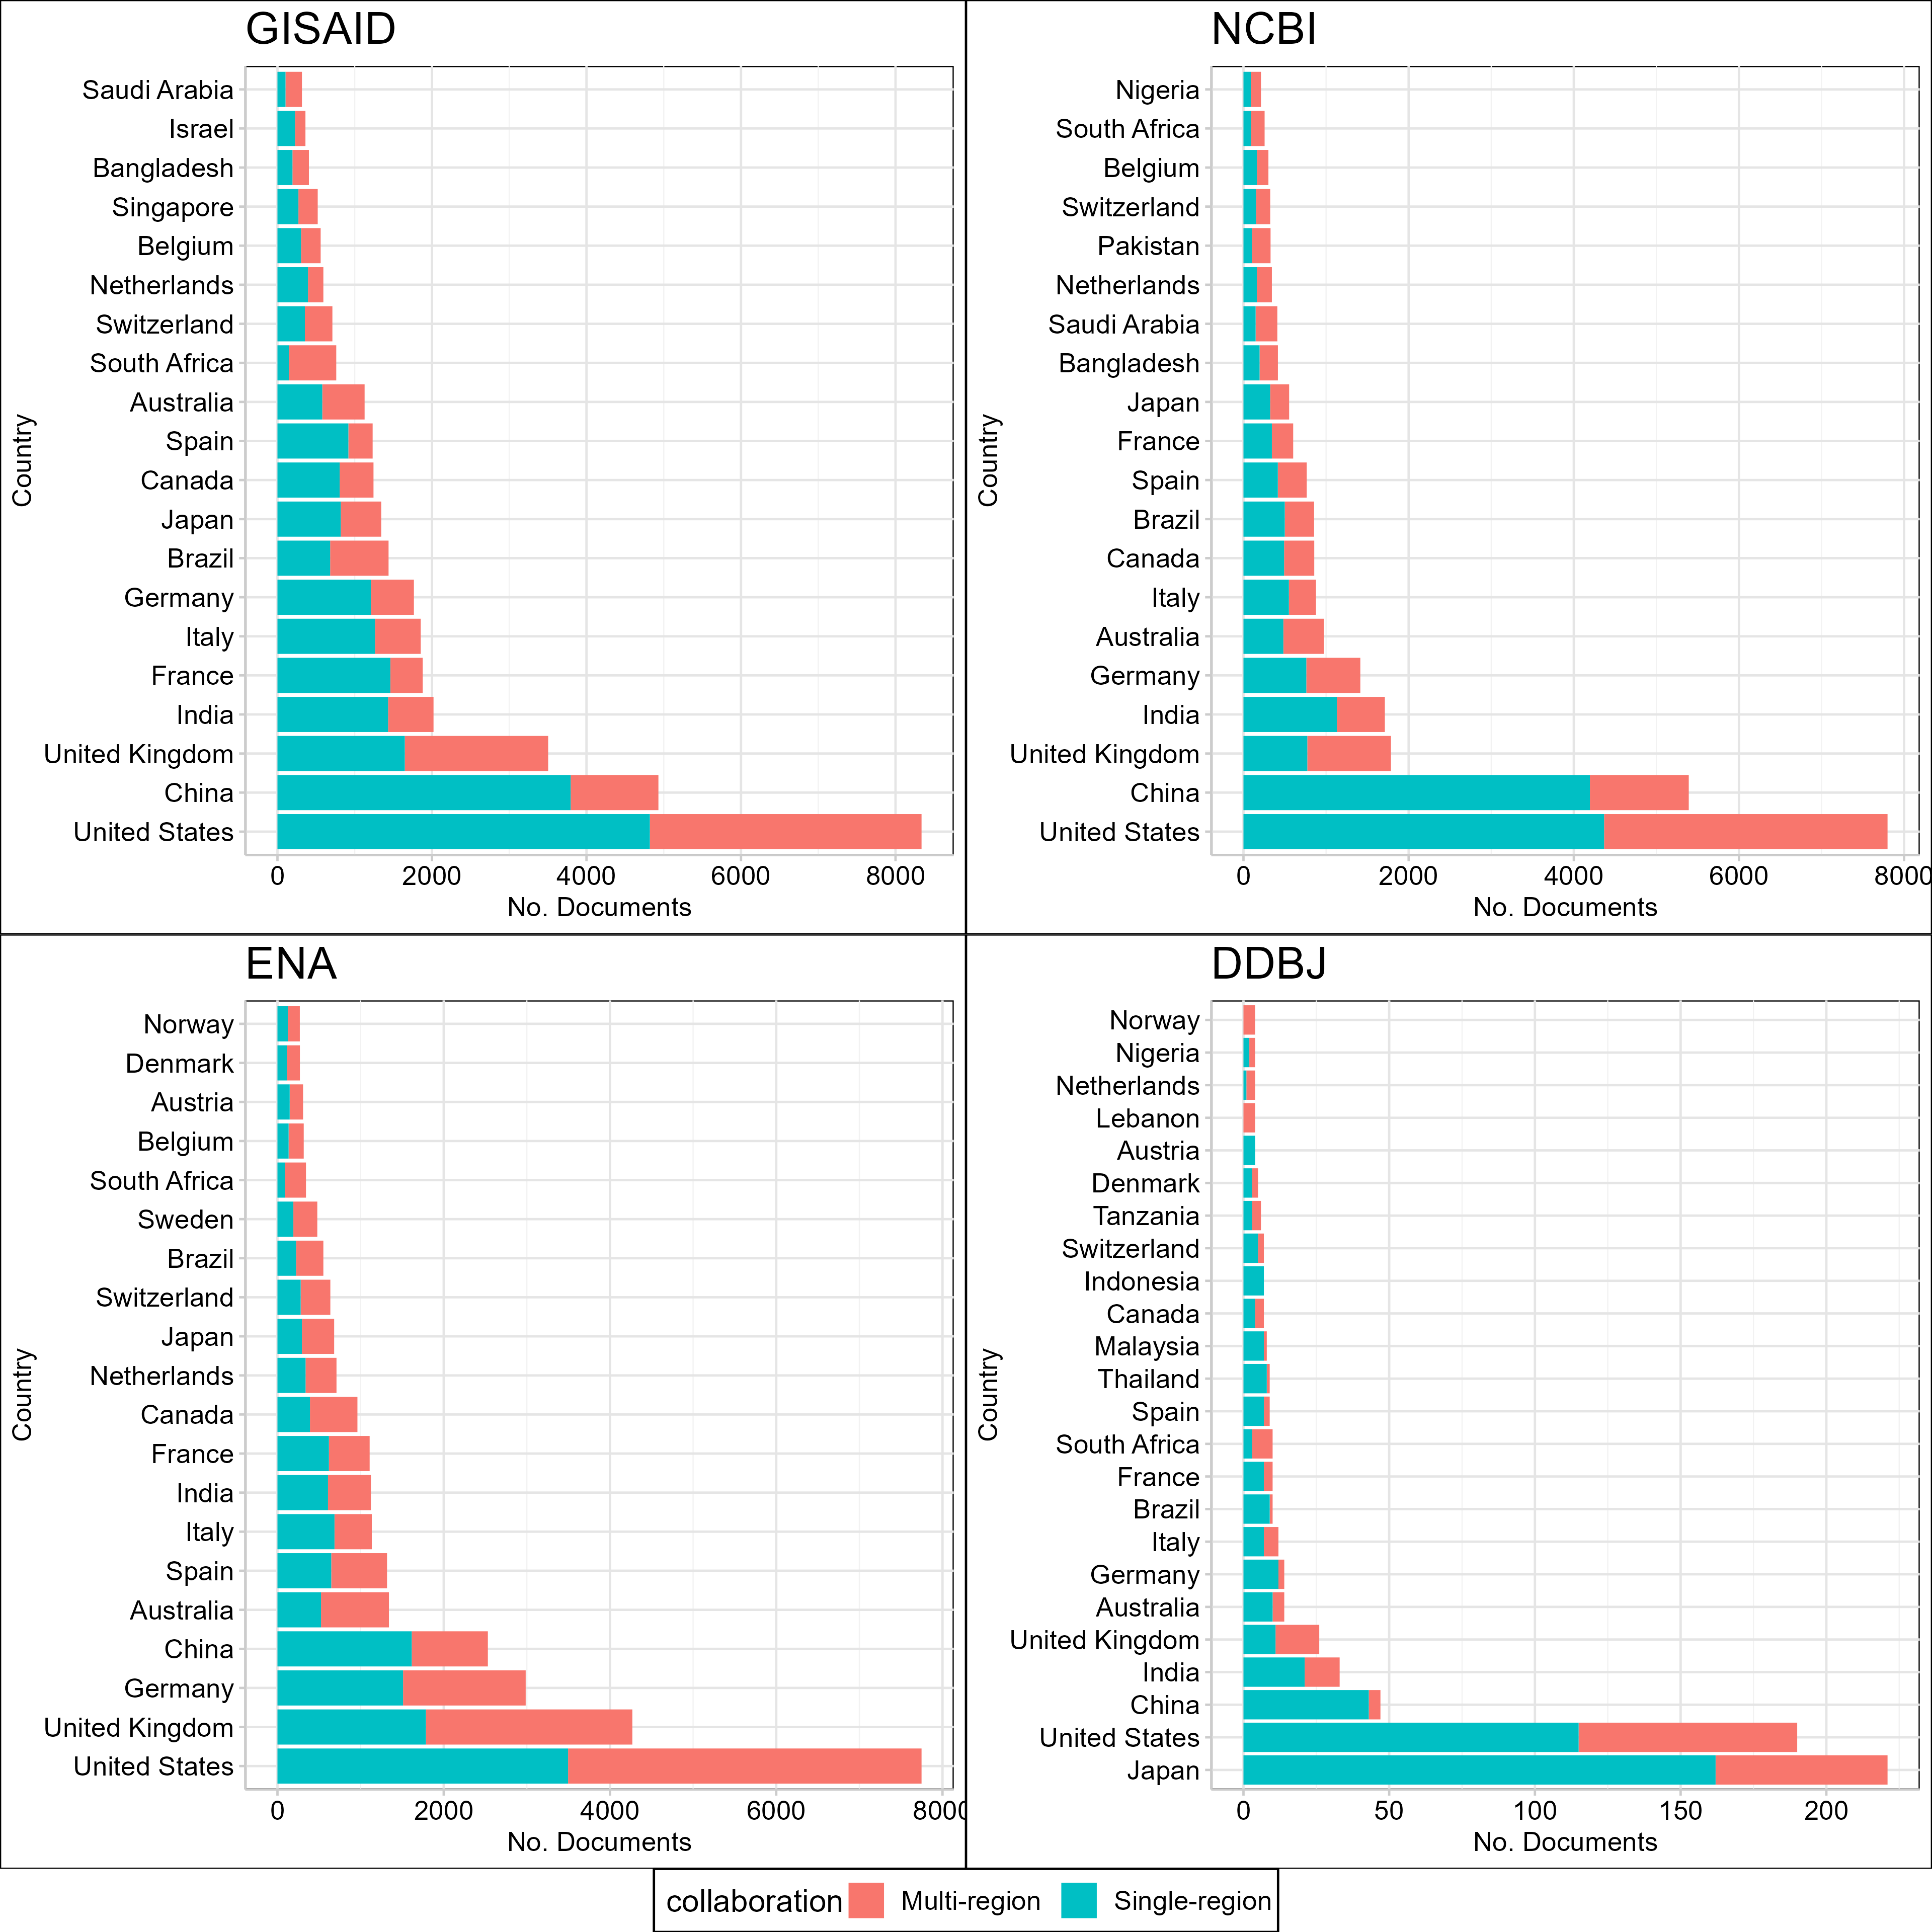 GISAID
Country
Saudi Arabia
Israel
Bangladesh
Singapore
Belgium
Netherlands
Switzerland
South Africa
Australia
Spain
Canada
Japan
Brazil
Germany
Italy
France
India
United Kingdom
China
United States
0 2000 4000 6000 8000
No. Documents
NCBI
Country
Nigeria
South Africa
Belgium
Switzerland
Pakistan
Netherlands
Saudi Arabia
Bangladesh
Japan
France
Spain
Brazil
Canada
Italy
Australia
Germany
India
United Kingdom
China
United States
0 2000 4000 6000 8000
No. Documents
ENA
Country
Norway
Denmark
Austria
Belgium
South Africa
Sweden
Brazil
Switzerland
Japan
Netherlands
Canada
France
India
Italy
Spain
Australia
China
Germany
United Kingdom
United States
0 2000 4000 6000 8000
No. Documents
DDBJ
Country
Norway
Nigeria
Netherlands
Lebanon
Austria
Denmark
Tanzania
Switzerland
Indonesia
Canada
Malaysia
Thailand
Spain
South Africa
France
Brazil
Italy
Germany
Australia
United Kingdom
India
China
United States
Japan
0 50 100 150 200
No. Documents
collaboration Multi-region Single-region